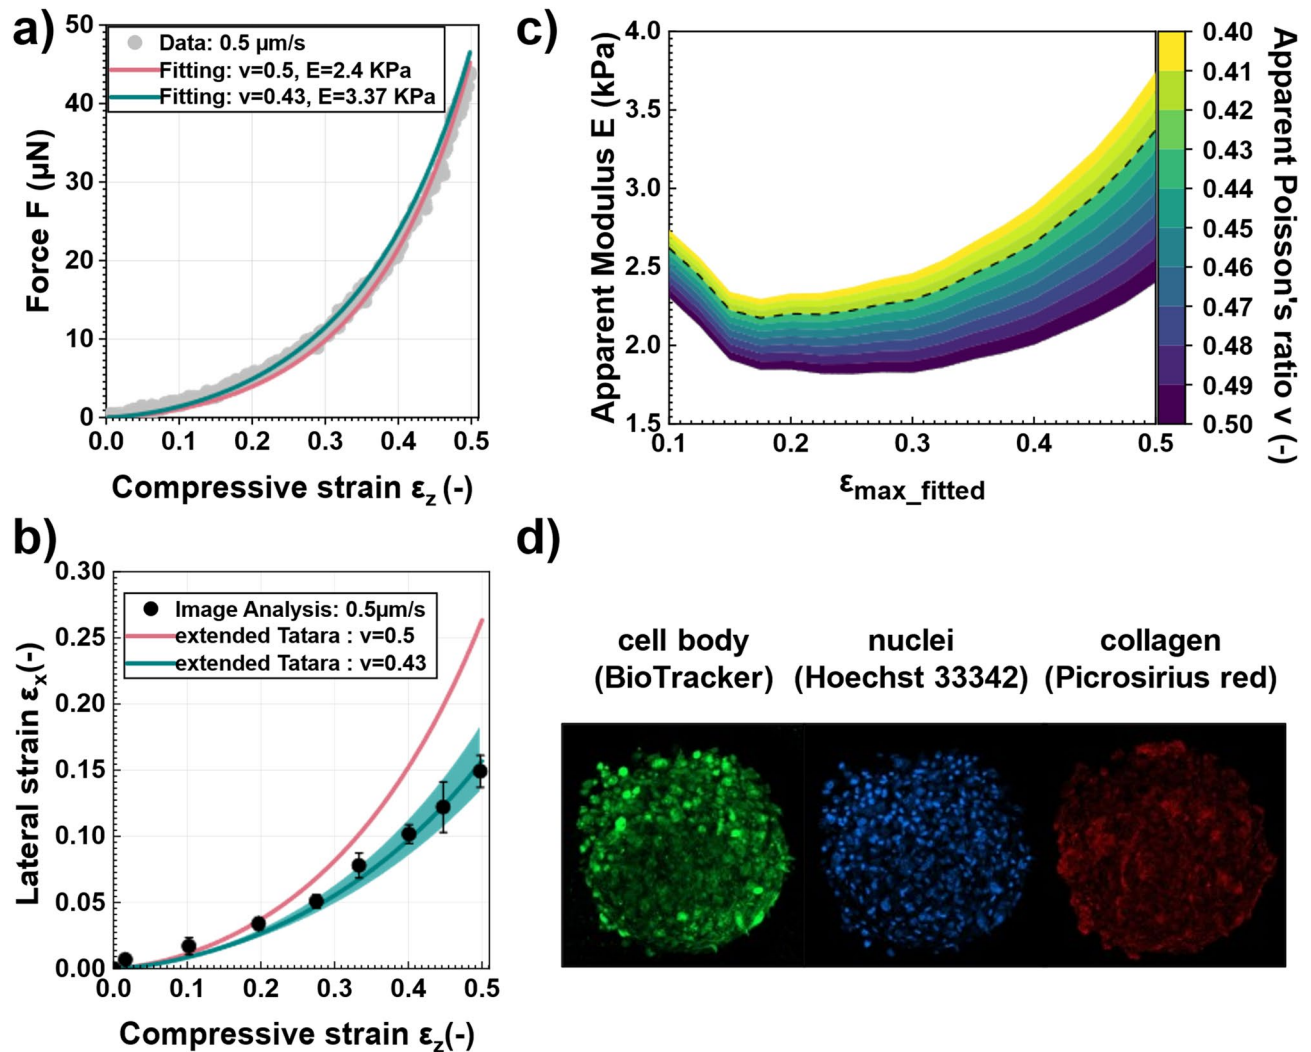 a)
50
40
30
20
10
0
Force F (µN)
Data: 0.5 µm/s
Fitting: v=0.5, E=2.4 KPa
Fitting: v=0.43, E=3.37 KPa
0.0 0.1 0.2 0.3 0.4 0.5
Compressive strain εz (-)
c)
4.0
3.5
2.0
3.0
2.5
2.0
1.5
Apparent Modulus E (kPa)
0.1 0.2 0.3 0.4 0.5
εmax_fitted
0.40
0.41
0.42
0.43
0.44
0.45
0.46
0.47
0.48
0.49
0.50
Apparent Poisson's ratio v (-)
b)
0.30
0.25
0.20
0.15
0.10
0.05
0.00
Lateral strain εx(-)
Image Analysis: 0.5µm/s
extended Tatara : v=0.5
extended Tatara : v=0.43
0.0 0.1 0.2 0.3 0.4 0.5
Compressive strain εz(-)
d)
cell body
(BioTracker)
nuclei
(Hoechst 33342)
collagen
(Picrosirius red)